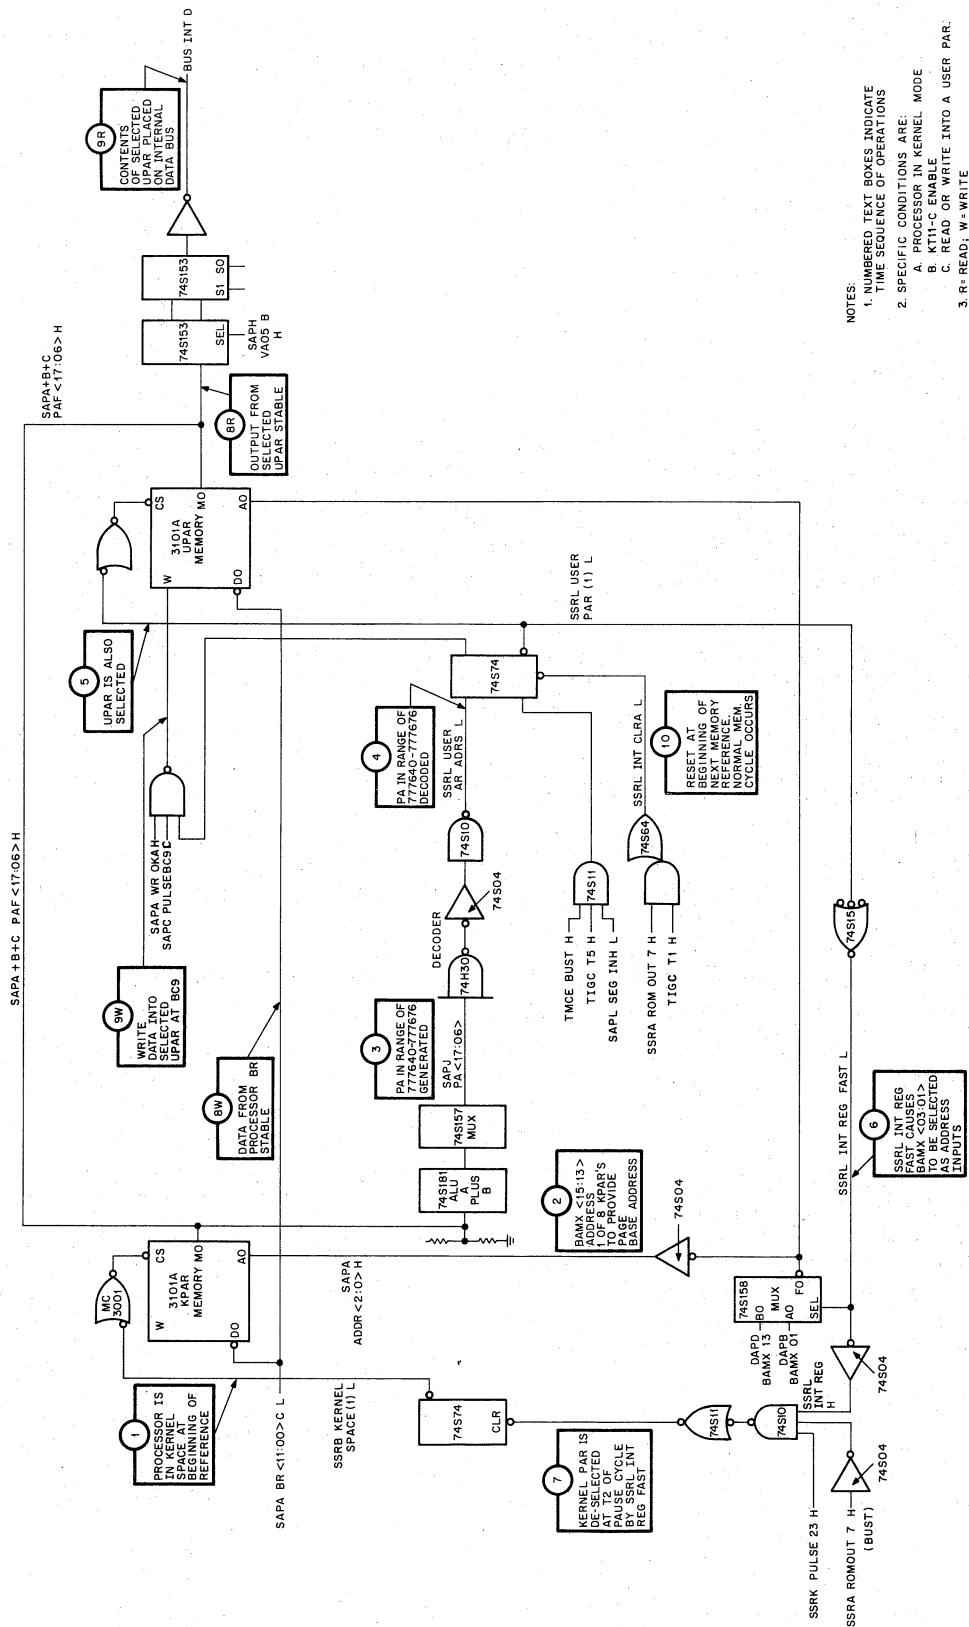 1
PROCESSOR IS
IN KERNEL
SPACE AT
BEGINNING OF
REFERENCE
SAPA BR <11:00> C L
SSRB KERNEL
SPACE (1) L
MC
3001
CS
3101A
KPAR
MEMORY
MO
W
DO
AO
SAPA
ADDR <2:0> H
SAPA+B+C PAF <17:06> H
8W
DATA FROM
PROCESSOR BR
STABLE
9W
WRITE
DATA INTO
SELECTED
UPAR AT BC9
SAPA WR OKAH
SAPC PULSEBC9C
5
UPAR IS ALSO
SELECTED
CS
3101A
UPAR
MEMORY
MO
W
DO
AO
SAPA+B+C
PAF <17:06> H
8R
OUTPUT FROM
SELECTED
UPAR STABLE
74S153
SEL
SAPH
VA05 B
H
74S153
S1 S0
9R
CONTENTS
OF SELECTED
UPAR PLACED
ON INTERNAL
DATA BUS
BUS INT D
7
KERNEL PAR IS
DE-SELECTED
AT T2 OF
PAUSE CYCLE
BY SSRL INT
REG FAST
74S74
CLR
74S11
74S10
SSRL
INT REG
H
74S04
74S04
SSRK PULSE 23 H
SSRA ROMOUT 7 H
(BUST)
2
BAMX <15:13>
ADDRESS
1 OF 8 KPAR'S
TO PROVIDE
PAGE
BASE ADDRESS
74S04
DAPD
BAMX 13
DAPB
BAMX 01
74S158
B0
MUX
A0
F0
SEL
74S181
ALU
A
PLUS
B
74S157
MUX
3
PA IN RANGE OF
777640-777676
GENERATED
SAPJ
PA <17:06>
DECODER
74H30
74S04
74S10
4
PA IN RANGE OF
777640-777676
DECODED
SSRL USER
AR ADRS L
74S74
SSRL USER
PAR (1) L
TMCE BUST H
TIGC T5 H
SAPL SEG INH L
74S11
SSRA ROM OUT 7 H
TIGC T1 H
74S64
SSRL INT CLRA L
10
RESET AT
BEGINNING OF
NEXT MEMORY
REFERENCE.
NORMAL MEM.
CYCLE OCCURS
6
SSRL INT REG
FAST CAUSES
BAMX <03:01>
TO BE SELECTED
AS ADDRESS
INPUTS
SSRL INT REG FAST L
74S15
NOTES:
1. NUMBERED TEXT BOXES INDICATE
TIME SEQUENCE OF OPERATIONS
2. SPECIFIC CONDITIONS ARE:
A. PROCESSOR IN KERNEL MODE
B. KT11-C ENABLE
C. READ OR WRITE INTO A USER PAR.
3. R= READ; W = WRITE